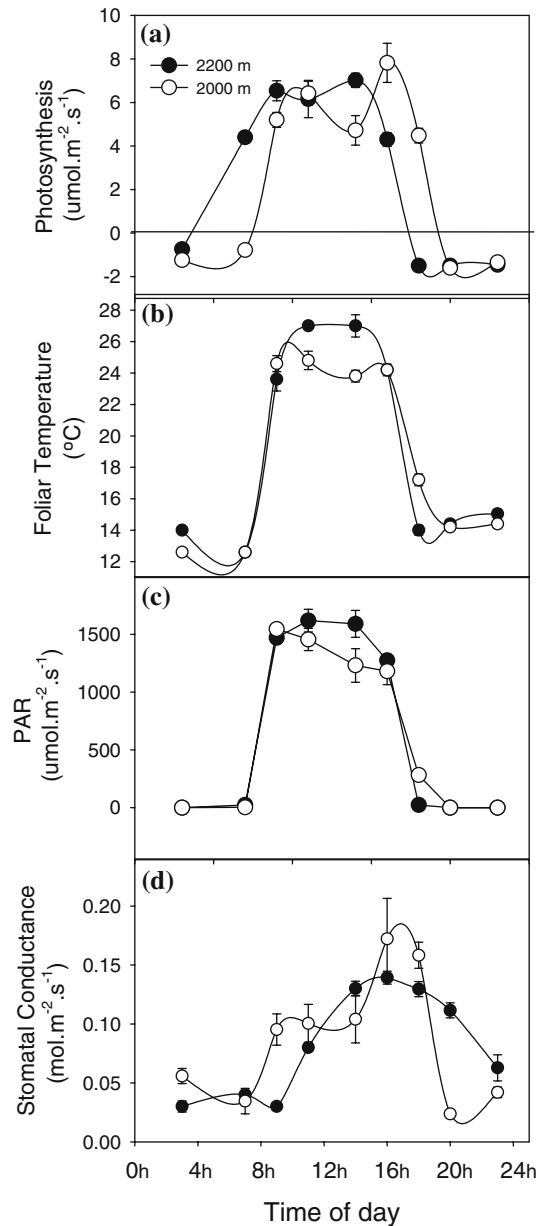 (a)
2200 m
2000 m
Photosynthesis
(umol.m-2.s-1)
10
8
6
4
2
0
-2
(b)
Foliar Temperature
(ºC)
28
26
24
22
20
18
16
14
12
(c)
PAR
(umol.m-2.s-1)
1500
1000
500
0
(d)
Stomatal Conductance
(mol.m-2.s-1)
0.20
0.15
0.10
0.05
0.00
0h 4h 8h 12h 16h 20h 24h
Time of day